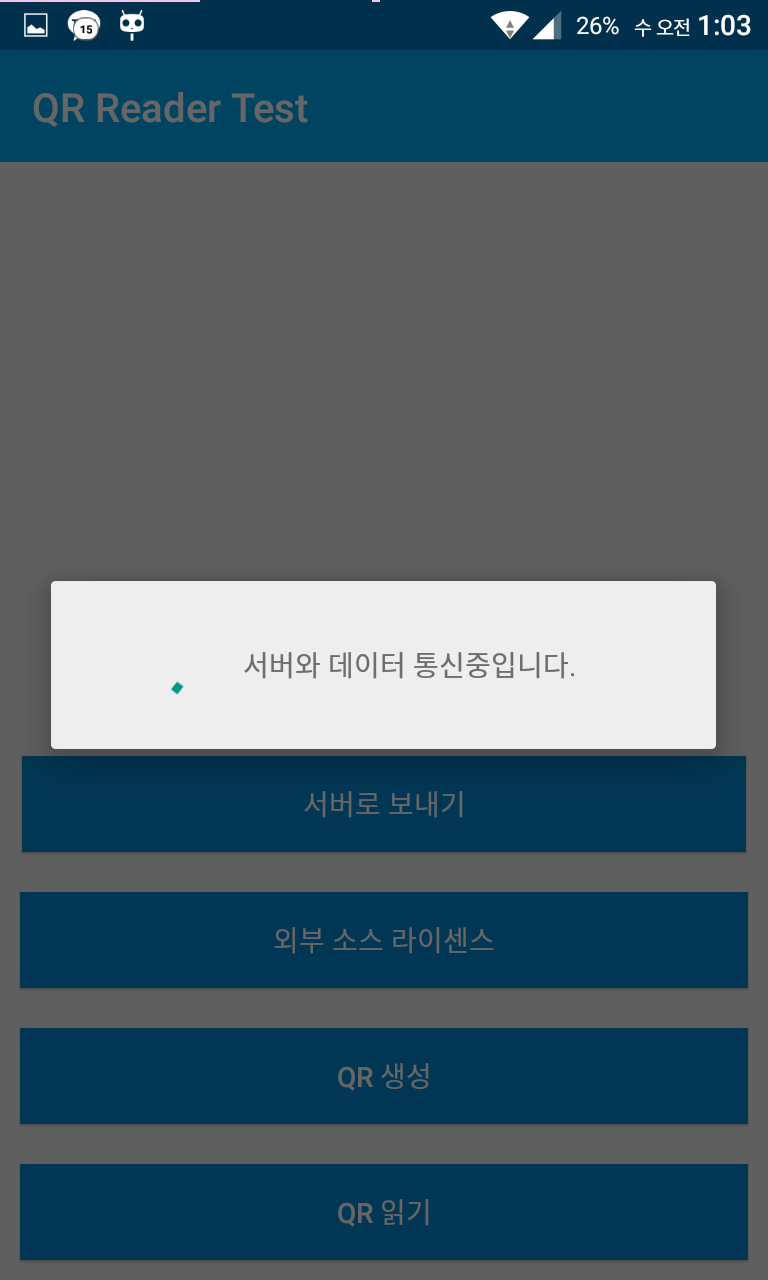 15 26% 수 오전 1:03
QR Reader Test
서버와 데이터 통신중입니다.
서버로 보내기
외부 소스 라이센스
QR 생성
QR 읽기